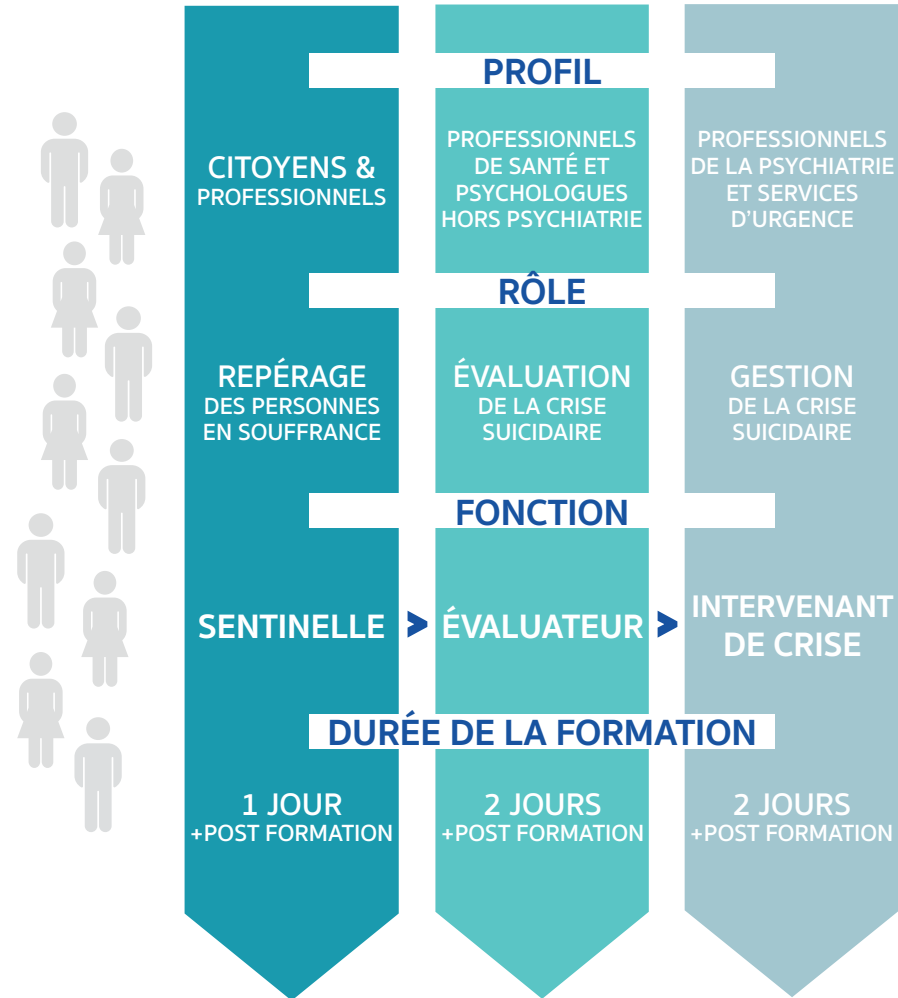 PROFIL
CITOYENS &
PROFESSIONNELS
PROFESSIONNELS
DE SANTÉ ET
PSYCHOLOGUES
HORS PSYCHIATRIE
PROFESSIONNELS
DE LA PSYCHIATRIE
ET SERVICES
D'URGENCE
RÔLE
REPÉRAGE
DES PERSONNES
EN SOUFFRANCE
ÉVALUATION
DE LA CRISE
SUICIDAIRE
GESTION
DE LA CRISE
SUICIDAIRE
FONCTION
SENTINELLE
>
ÉVALUATEUR
>
INTERVENANT
DE CRISE
DURÉE DE LA FORMATION
1 JOUR
+POST FORMATION
2 JOURS
+POST FORMATION
2 JOURS
+POST FORMATION